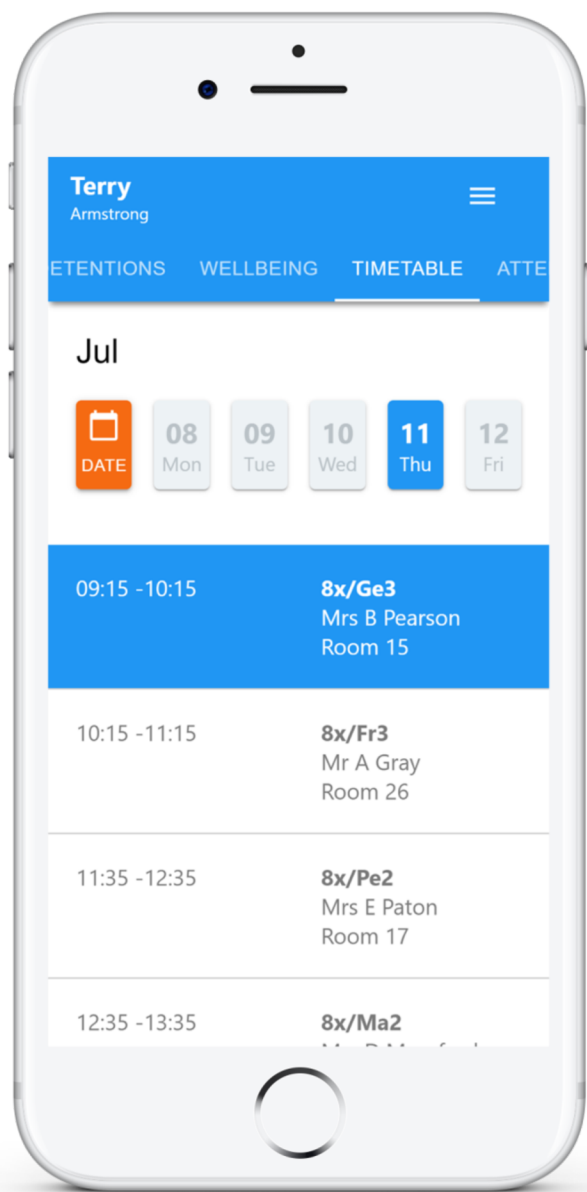 Terry
Armstrong
ETENTIONS WELLBEING TIMETABLE ATTE
Jul
DATE 08 Mon 09 Tue 10 Wed 11 Thu 12 Fri
09:15 -10:15 8x/Ge3
Mrs B Pearson
Room 15
10:15 -11:15 8x/Fr3
Mr A Gray
Room 26
11:35 -12:35 8x/Pe2
Mrs E Paton
Room 17
12:35 -13:35 8x/Ma2